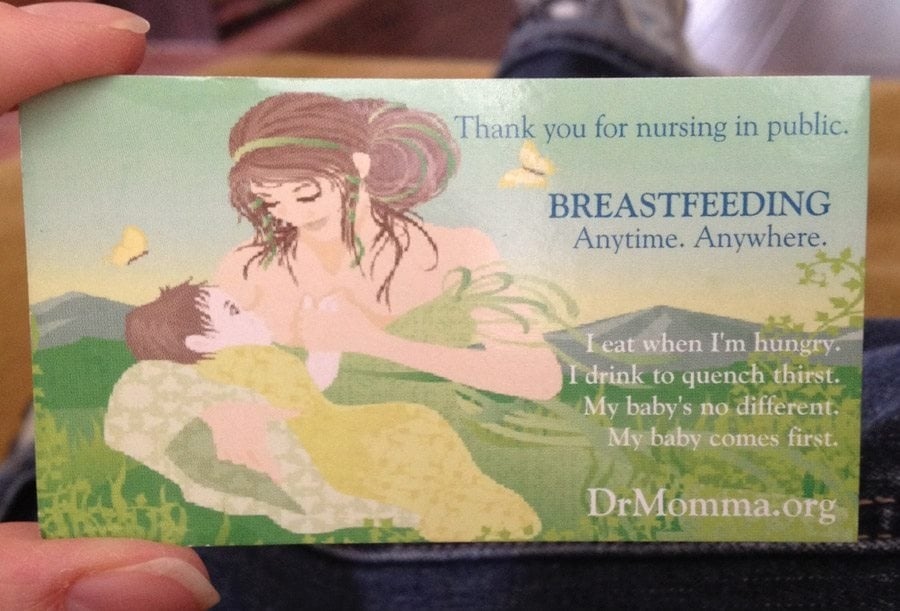 Thank you for nursing in public.
BREASTFEEDING
Anytime. Anywhere.
I eat when I'm hungry.
I drink to quench thirst.
My baby's no different.
My baby comes first.
DrMomma.org